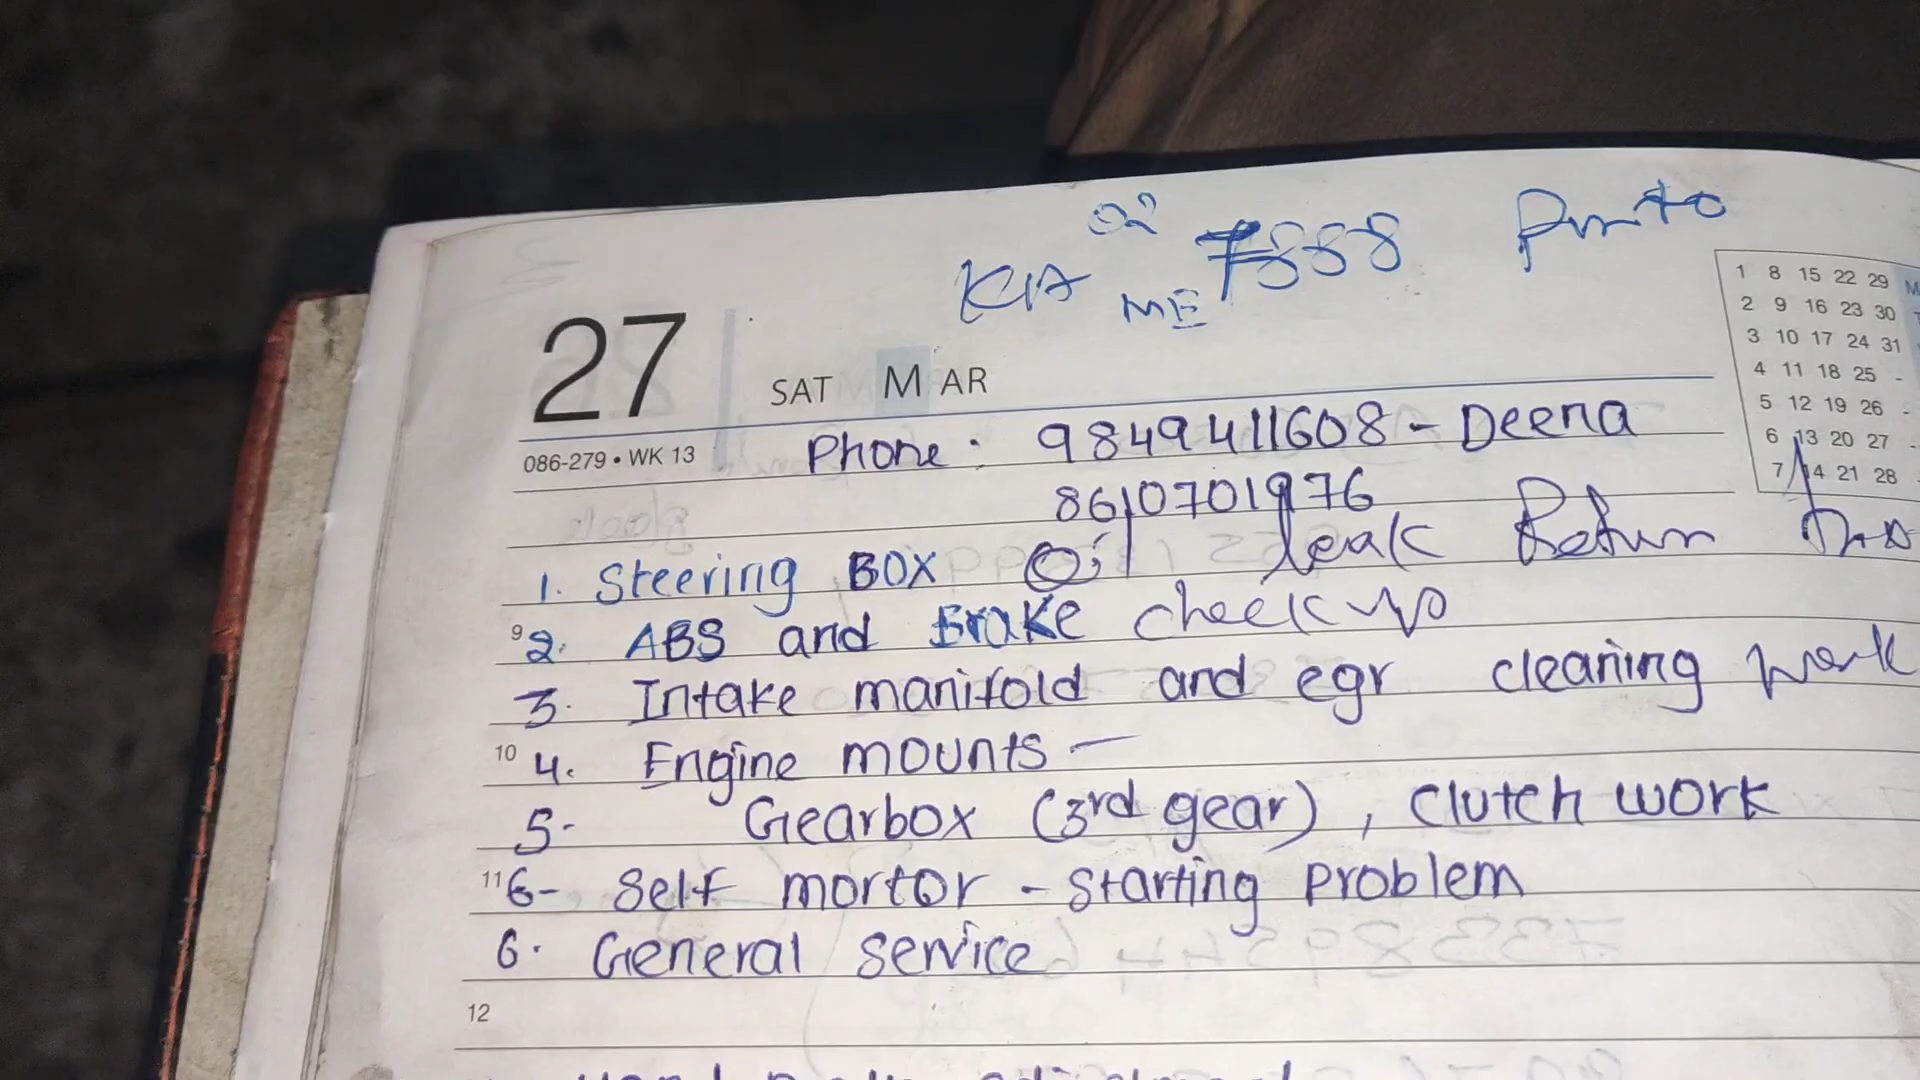 KA 02 ME 7888 Punto
27 SAT MAR
086-279 • WK 13
Phone: 9849411608 - Deena
8610701976
1. Steering BOX Oil leak Return
9 2. ABS and Brake check up
3. Intake manifold and egr cleaning work
10 4. Engine mounts -
5- Gearbox (3rd gear), clutch work
11 6- Self mortor - starting problem
6. General service
12
1 8 15 22 29
2 9 16 23 30
3 10 17 24 31
4 11 18 25 -
5 12 19 26 -
6 13 20 27 -
7 14 21 28